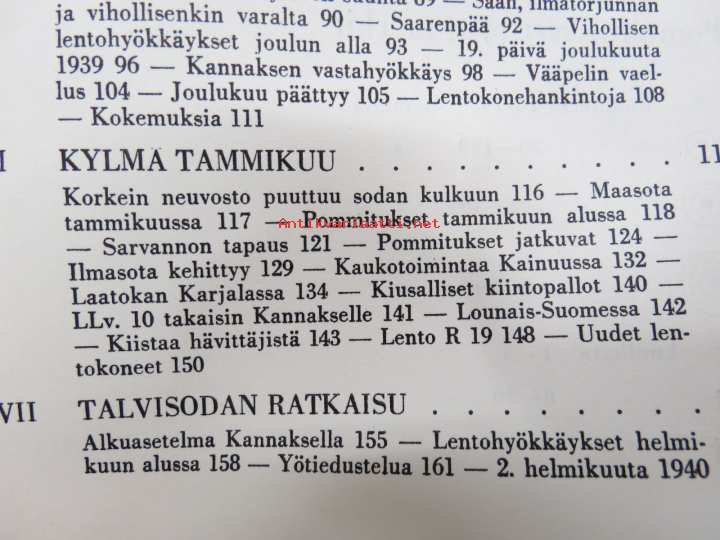 ja vihollisenkin varalta 90 — Saarenpää 92 — Vihollisen
lentohyökkäykset joulun alla 93 — 19. päivä joulukuuta
1939 96 — Kannaksen vastahyökkäys 98 — Vääpelin vael-
lus 104 — Joulukuu päättyy 105 — Lentokonehankintoja 108
— Kokemuksia 111
KYLMÄ TAMMIKUU . . . . . . . . . . 11
Korkein neuvosto puuttuu sodan kulkuun 116 — Maasota
tammikuussa 117 — Pommitukset tammikuun alussa 118
Antikvariaatti.net
— Sarvannon tapaus 121 — Pommitukset jatkuvat 124 —
Ilmasota kehittyy 129 — Kaukotoimintaa Kainuussa 132 —
Laatokan Karjalassa 134 — Kiusalliset kiintopallot 140 —
LLv. 10 takaisin Kannakselle 141 — Lounais-Suomessa 142
— Kiistaa hävittäjistä 143 — Lento R 19 148 — Uudet len-
tokoneet 150
VII TALVISODAN RATKAISU . . . . . . .
Alkuasetelma Kannaksella 155 — Lentohyökkäykset helmi-
kuun alussa 158 — Yötiedustelua 161 — 2. helmikuuta 1940